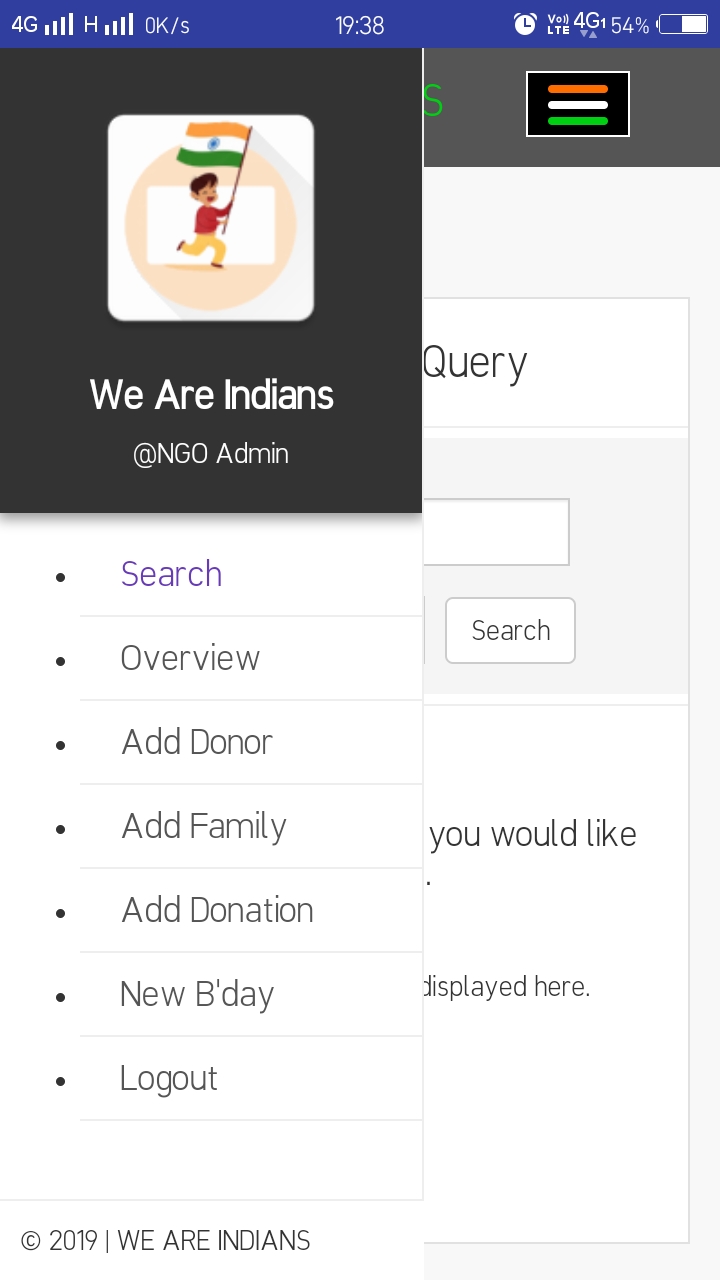 4G H 0K/s 19:38 Vo)) LTE 4G1 54%
S
We Are Indians
@NGO Admin
Query
Search
Search
Overview
Add Donor
Add Family
you would like
.
Add Donation
New B'day
displayed here.
Logout
© 2019 | WE ARE INDIANS